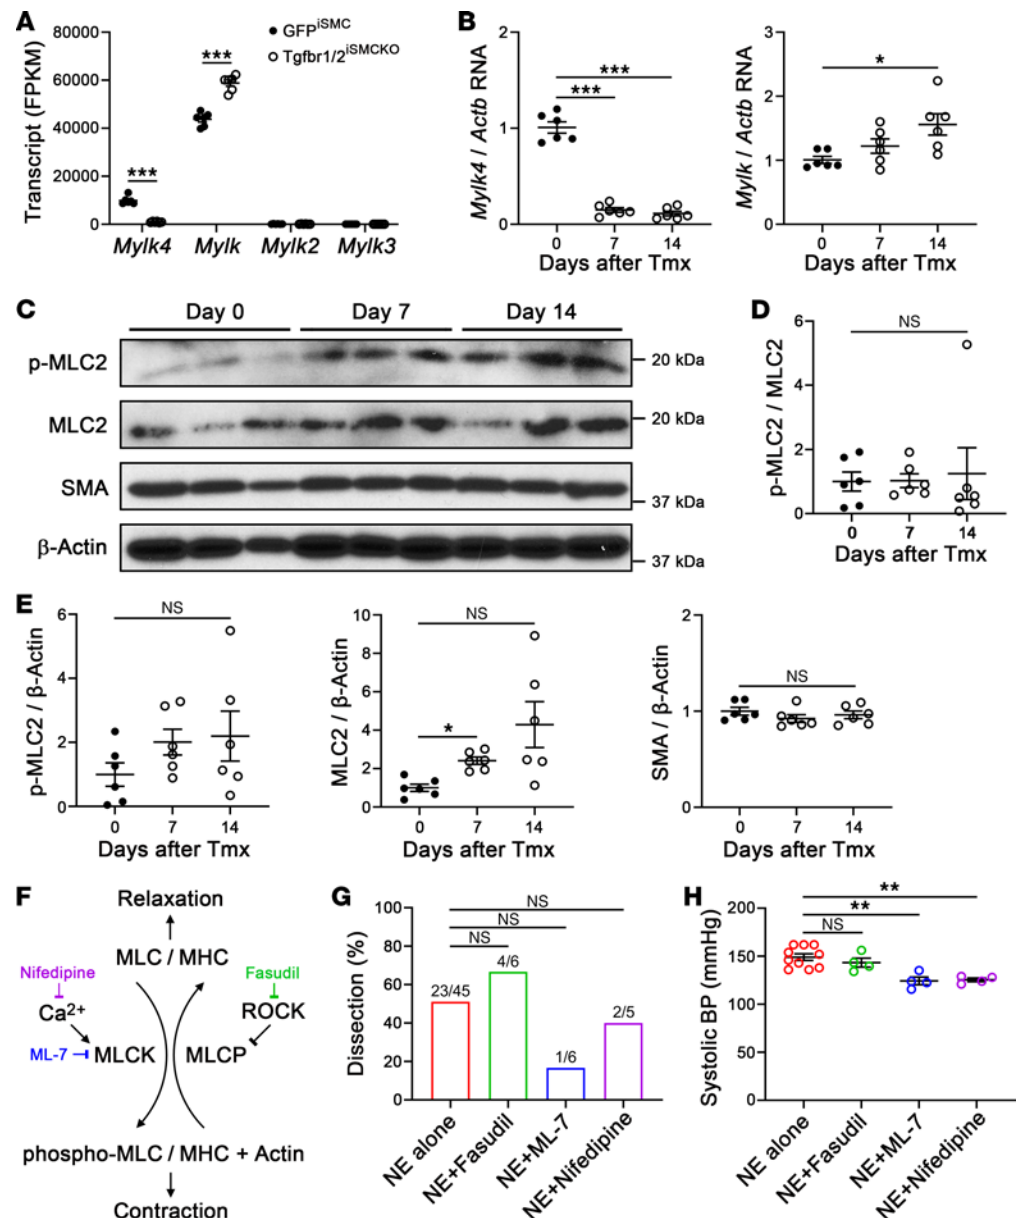 A
Transcript (FPKM)
80000
60000
40000
20000
0
GFP^iSMC
Tgfbr1/2^iSMCKO
***
***
Mylk4 Mylk Mylk2 Mylk3
B
Mylk4 / Actb RNA
2
1
0
***
***
0 7 14
Days after Tmx
Mylk / Actb RNA
3
2
1
0
*
0 7 14
Days after Tmx
C
Day 0 Day 7 Day 14
p-MLC2 20 kDa
MLC2 20 kDa
SMA 37 kDa
β-Actin 37 kDa
D
p-MLC2 / MLC2
6
4
2
0
NS
0 7 14
Days after Tmx
E
p-MLC2 / β-Actin
6
4
2
0
NS
0 7 14
Days after Tmx
MLC2 / β-Actin
10
8
6
4
2
0
NS
*
0 7 14
Days after Tmx
SMA / β-Actin
2
1
0
NS
0 7 14
Days after Tmx
F
Relaxation
MLC / MHC
Nifedipine
Fasudil
Ca2+
ROCK
ML-7
MLCK
MLCP
phospho-MLC / MHC + Actin
Contraction
G
Dissection (%)
100
80
60
40
20
0
NS
NS
NS
23/45
4/6
1/6
2/5
NE alone
NE+Fasudil
NE+ML-7
NE+Nifedipine
H
Systolic BP (mmHg)
200
150
100
50
0
**
**
NS
NE alone
NE+Fasudil
NE+ML-7
NE+Nifedipine